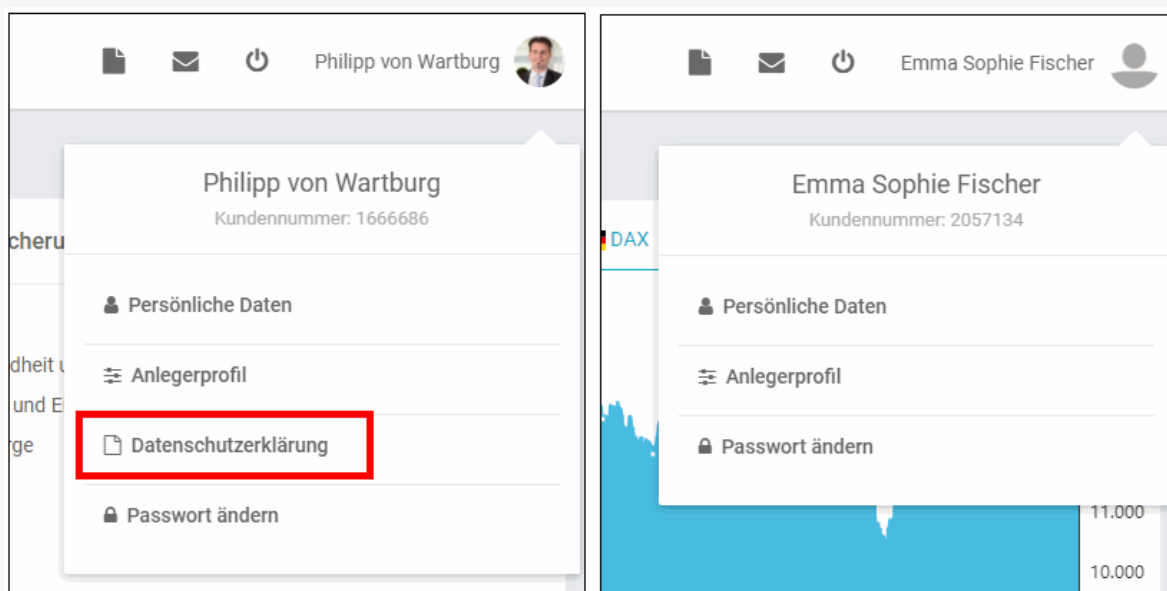 Philipp von Wartburg
Philipp von Wartburg
Kundennummer: 1666686
cheru
Persönliche Daten
dheit u
Anlegerprofil
und E
rge
Datenschutzerklärung
Passwort ändern
Emma Sophie Fischer
Emma Sophie Fischer
Kundennummer: 2057134
DAX
Persönliche Daten
Anlegerprofil
Passwort ändern
11.000
10.000